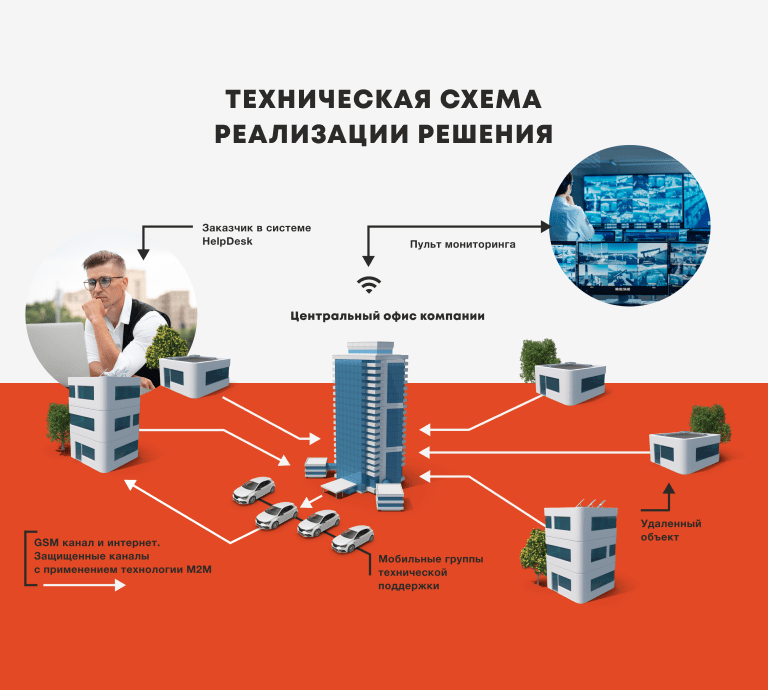 ТЕХНИЧЕСКАЯ СХЕМА
РЕАЛИЗАЦИИ РЕШЕНИЯ
Заказчик в системе
HelpDesk
Пульт мониторинга
Центральный офис компании
GSM канал и интернет.
Защищенные каналы
с применением технологии М2М
Мобильные группы
технической
поддержки
Удаленный
объект